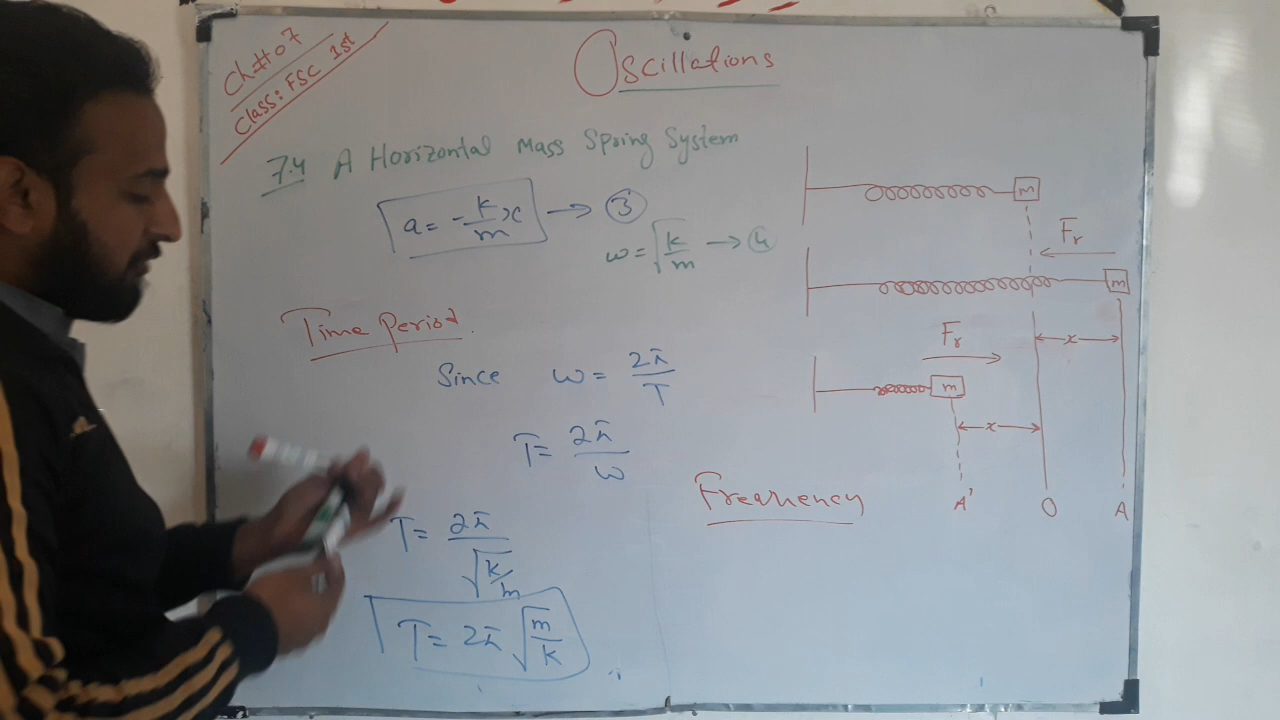 Ch#07
Class: FSC 1st
Oscillations
7.4 A Horizontal Mass Spring System
a = -k/m x → ③
ω = √k/m → ④
Time Period.
Since ω = 2π/T
T = 2π/ω
T = 2π/√k/m
T = 2π √m/k
Frequency
m
Fr
m
x
Fr
m
x
A' O A